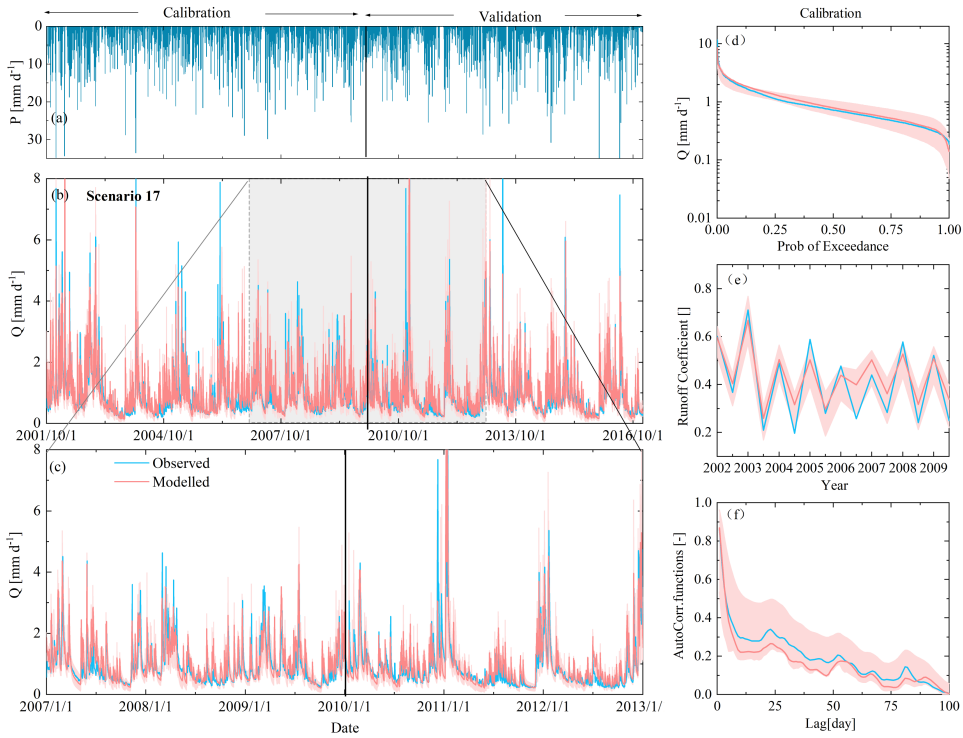 Calibration
Validation
Calibration
0
10
20
30
P [mm d⁻¹]
(a)
8
6
4
2
0
Q [mm d⁻¹]
(b)
Scenario 17
2001/10/1
2004/10/1
2007/10/1
2010/10/1
2013/10/1
2016/10/1
8
6
4
2
0
Q [mm d⁻¹]
(c)
Observed
Modelled
2007/1/1
2008/1/1
2009/1/1
2010/1/1
2011/1/1
2012/1/1
2013/1/
Date
(d)
10
1
0.1
0.01
Q [mm d⁻¹]
0.00
0.25
0.50
0.75
1.00
Prob of Exceedance
(e)
0.8
0.6
0.4
0.2
Runoff Coefficient []
2002
2003
2004
2005
2006
2007
2008
2009
Year
(f)
1.0
0.8
0.6
0.4
0.2
0.0
AutoCorr.functions [-]
0
25
50
75
100
Lag[day]